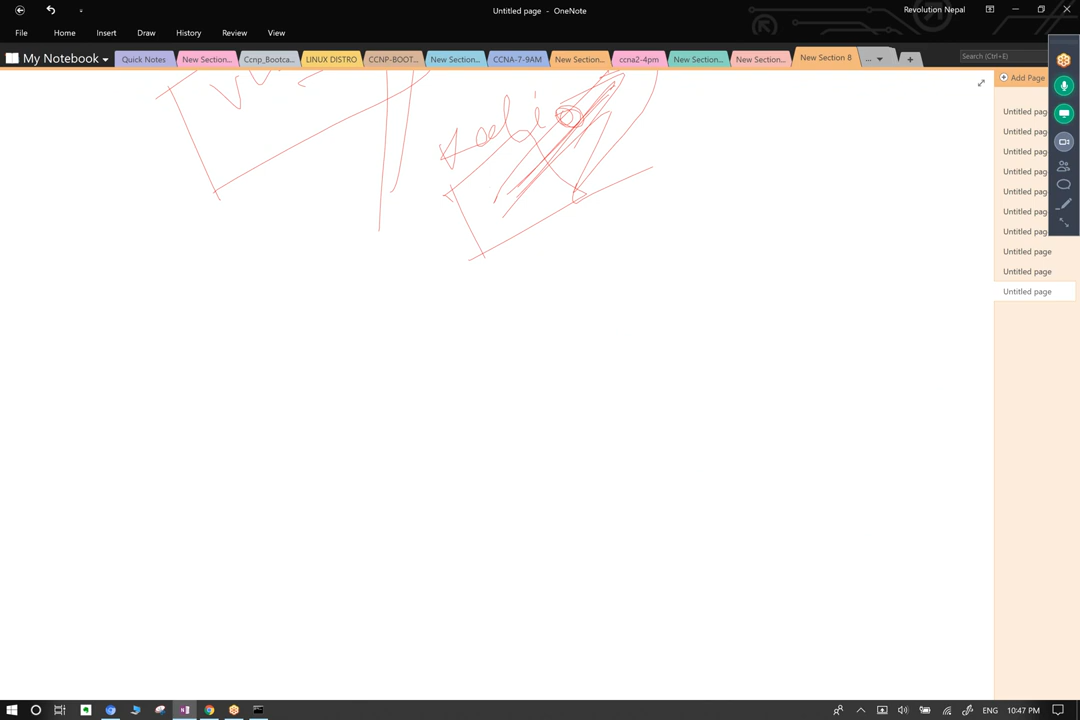 Untitled page - OneNote
Revolution Nepal
File Home Insert Draw History Review View
My Notebook
Quick Notes
New Section...
Ccnp_Bootca...
LINUX DISTRO
CCNP-BOOT...
New Section...
CCNA-7-9AM
New Section...
ccna2-4pm
New Section...
New Section...
New Section 8
...
+
Search (Ctrl+E)
Add Page
Untitled pag
Untitled pag
Untitled pag
Untitled pag
Untitled pag
Untitled pag
Untitled pag
Untitled page
Untitled page
Untitled page
ENG
10:47 PM